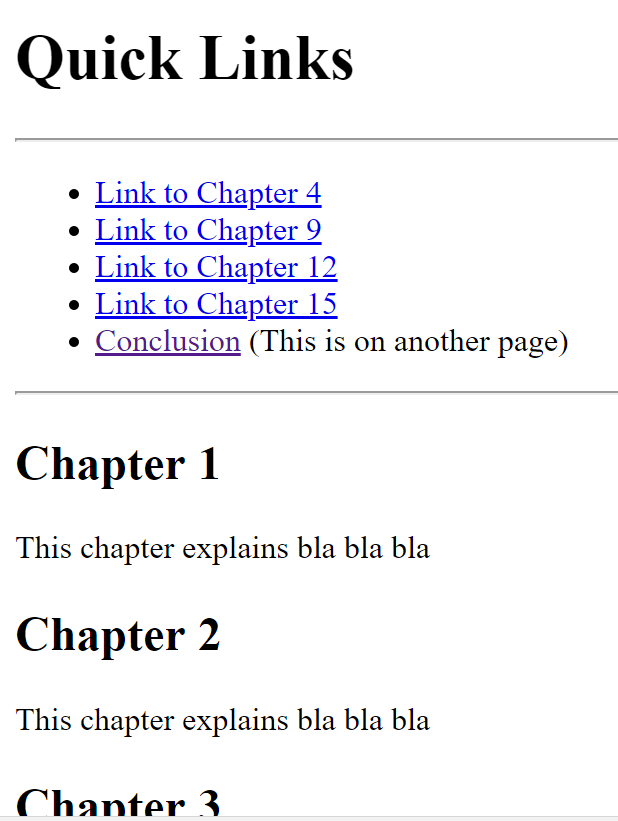 Quick Links
Link to Chapter 4
Link to Chapter 9
Link to Chapter 12
Link to Chapter 15
Conclusion (This is on another page)
Chapter 1
This chapter explains bla bla bla
Chapter 2
This chapter explains bla bla bla
Chapter 3